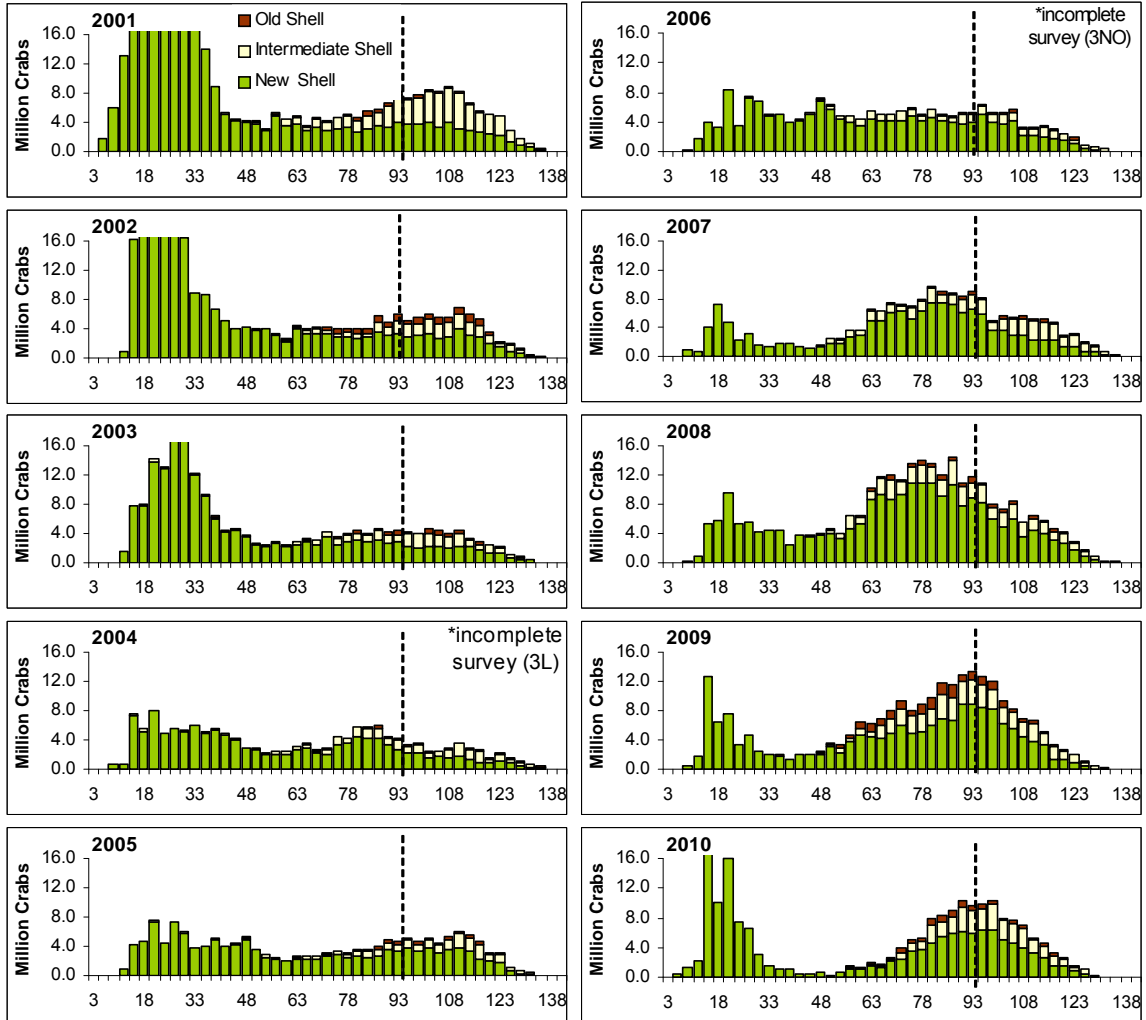 2001
Old Shell
Intermediate Shell
New Shell
Million Crabs
16.0
12.0
8.0
4.0
0.0
3 18 33 48 63 78 93 108 123 138
2002
Million Crabs
16.0
12.0
8.0
4.0
0.0
3 18 33 48 63 78 93 108 123 138
2003
Million Crabs
16.0
12.0
8.0
4.0
0.0
3 18 33 48 63 78 93 108 123 138
2004
*incomplete
survey (3L)
Million Crabs
16.0
12.0
8.0
4.0
0.0
3 18 33 48 63 78 93 108 123 138
2005
Million Crabs
16.0
12.0
8.0
4.0
0.0
3 18 33 48 63 78 93 108 123 138
2006
*incomplete
survey (3NO)
Million Crabs
16.0
12.0
8.0
4.0
0.0
3 18 33 48 63 78 93 108 123 138
2007
Million Crabs
16.0
12.0
8.0
4.0
0.0
3 18 33 48 63 78 93 108 123 138
2008
Million Crabs
16.0
12.0
8.0
4.0
0.0
3 18 33 48 63 78 93 108 123 138
2009
Million Crabs
16.0
12.0
8.0
4.0
0.0
3 18 33 48 63 78 93 108 123 138
2010
Million Crabs
16.0
12.0
8.0
4.0
0.0
3 18 33 48 63 78 93 108 123 138